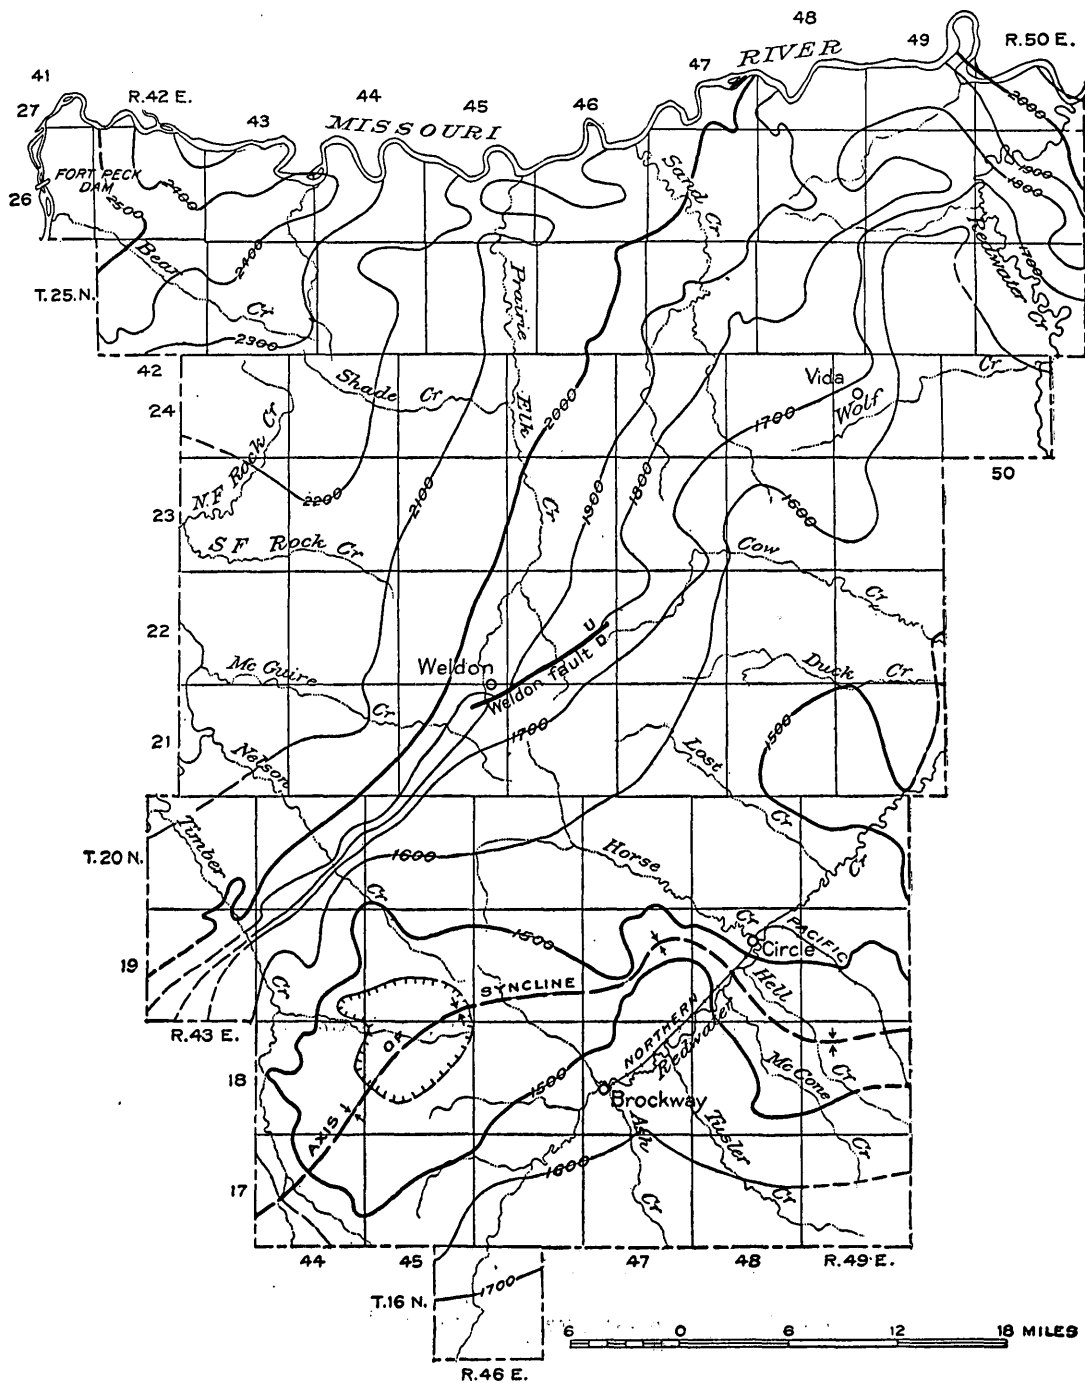 48
49
R.50 E.
47
RIVER
41
R.42 E.
44
45
46
27
43
MISSOURI
2000
FORT PECK
DAM
2500
2400
26
Sand Cr
1900
1800
Redwater Cr
1700
Bear Cr
2400
T.25 N.
2300
Prairie Elk Cr
42
Shade Cr
2000
Vida
Wolf Cr
24
1700
N.F Rock Cr
2200
2100
1900
1800
50
23
1600
S F Rock Cr
Cow Cr
22
U
D
Weldon
Weldon fault
Mc Guire Cr
Duck Cr
21
Nelson Cr
1700
Lost Cr
1500
Timber Cr
T.20 N.
1600
Horse Cr
Cr
19
1500
Circle
PACIFIC
SYNCLINE
Hell Cr
R.43 E.
OF
NORTHERN
Redwater
18
AXIS
1500
Brockway
Mc Cone Cr
Ash Cr
Tusler Cr
17
1600
44
45
47
48
R.49 E.
T.16 N.
1700
6 0 6 12 18 MILES
R.46 E.